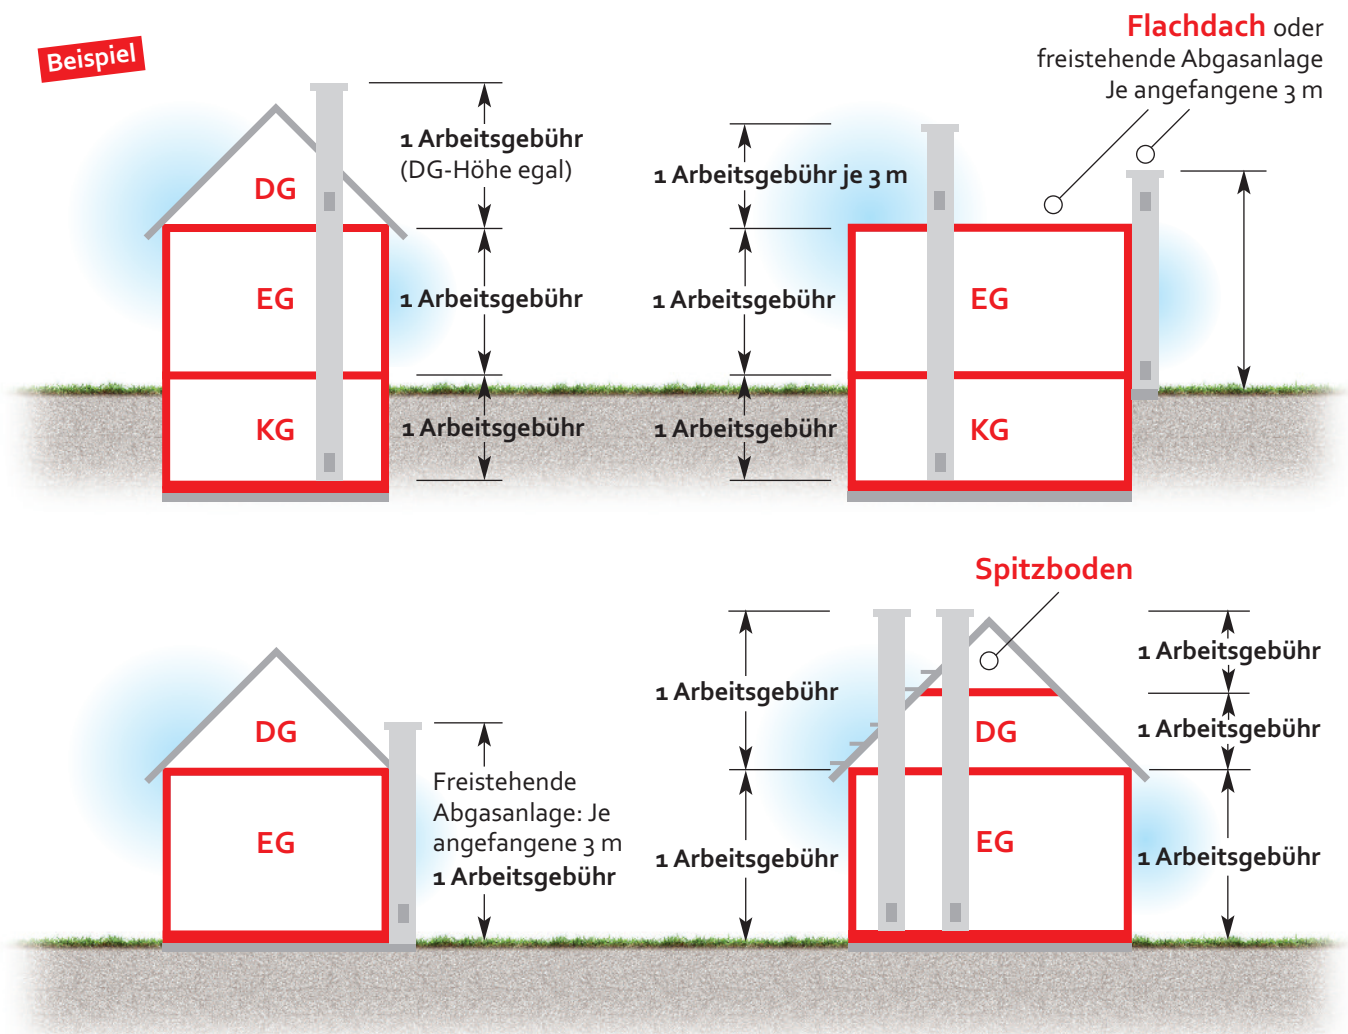 Beispiel
1 Arbeitsgebühr
(DG-Höhe egal)
DG
1 Arbeitsgebühr
EG
1 Arbeitsgebühr
KG
Flachdach oder
freistehende Abgasanlage
Je angefangene 3 m
1 Arbeitsgebühr je 3 m
1 Arbeitsgebühr
EG
1 Arbeitsgebühr
KG
DG
EG
Freistehende
Abgasanlage: Je
angefangene 3 m
1 Arbeitsgebühr
Spitzboden
1 Arbeitsgebühr
1 Arbeitsgebühr
DG
1 Arbeitsgebühr
1 Arbeitsgebühr
EG
1 Arbeitsgebühr